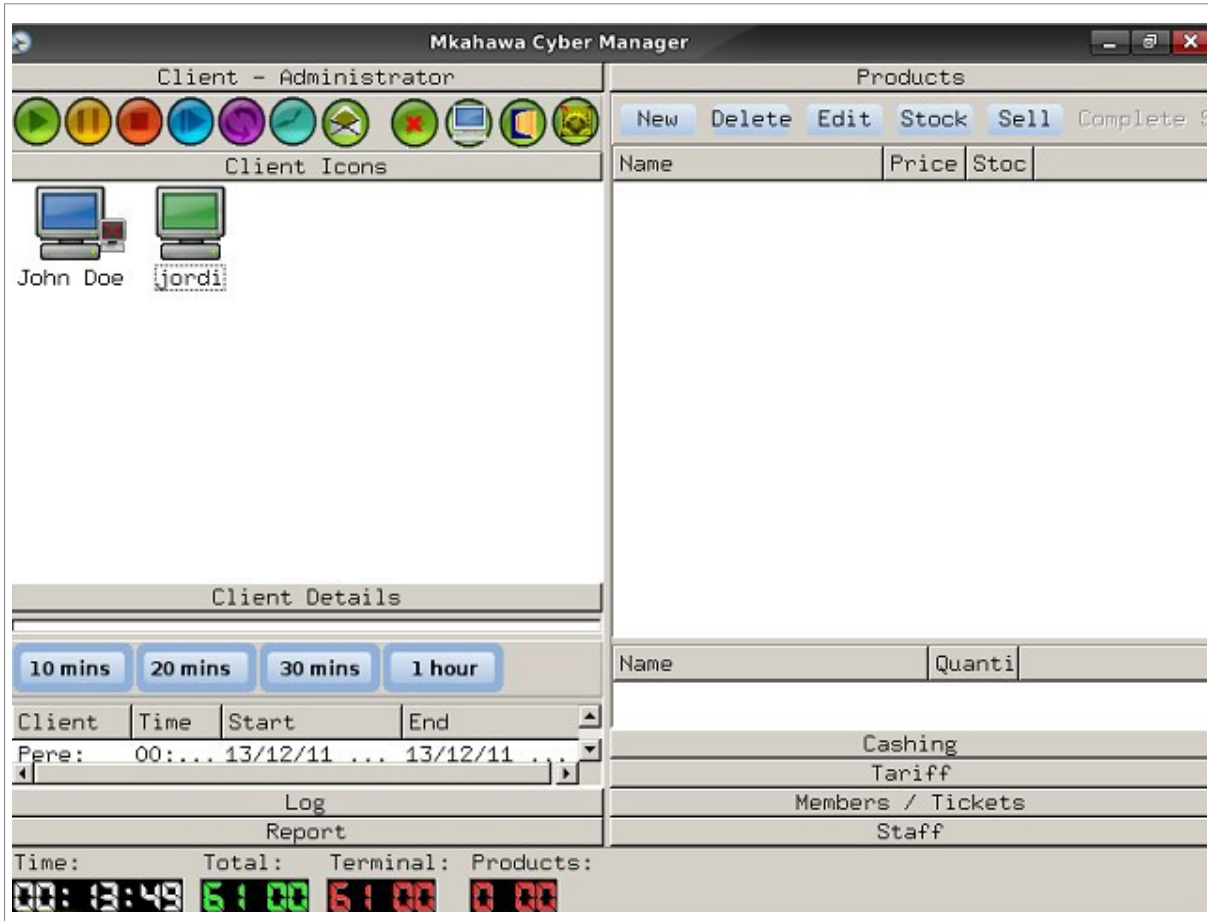 Mkahawa Cyber Manager
Client - Administrator
Client Icons
John Doe jordi
Client Details
10 mins 20 mins 30 mins 1 hour
Client Time Start End
Pere: 00:... 13/12/11 ... 13/12/11 ...
Log
Report
Time: Total: Terminal: Products:
00:13:49 61 00 61 00 0 00
Products
New Delete Edit Stock Sell Complete S
Name Price Stoc
Name Quanti
Cashing
Tariff
Members / Tickets
Staff